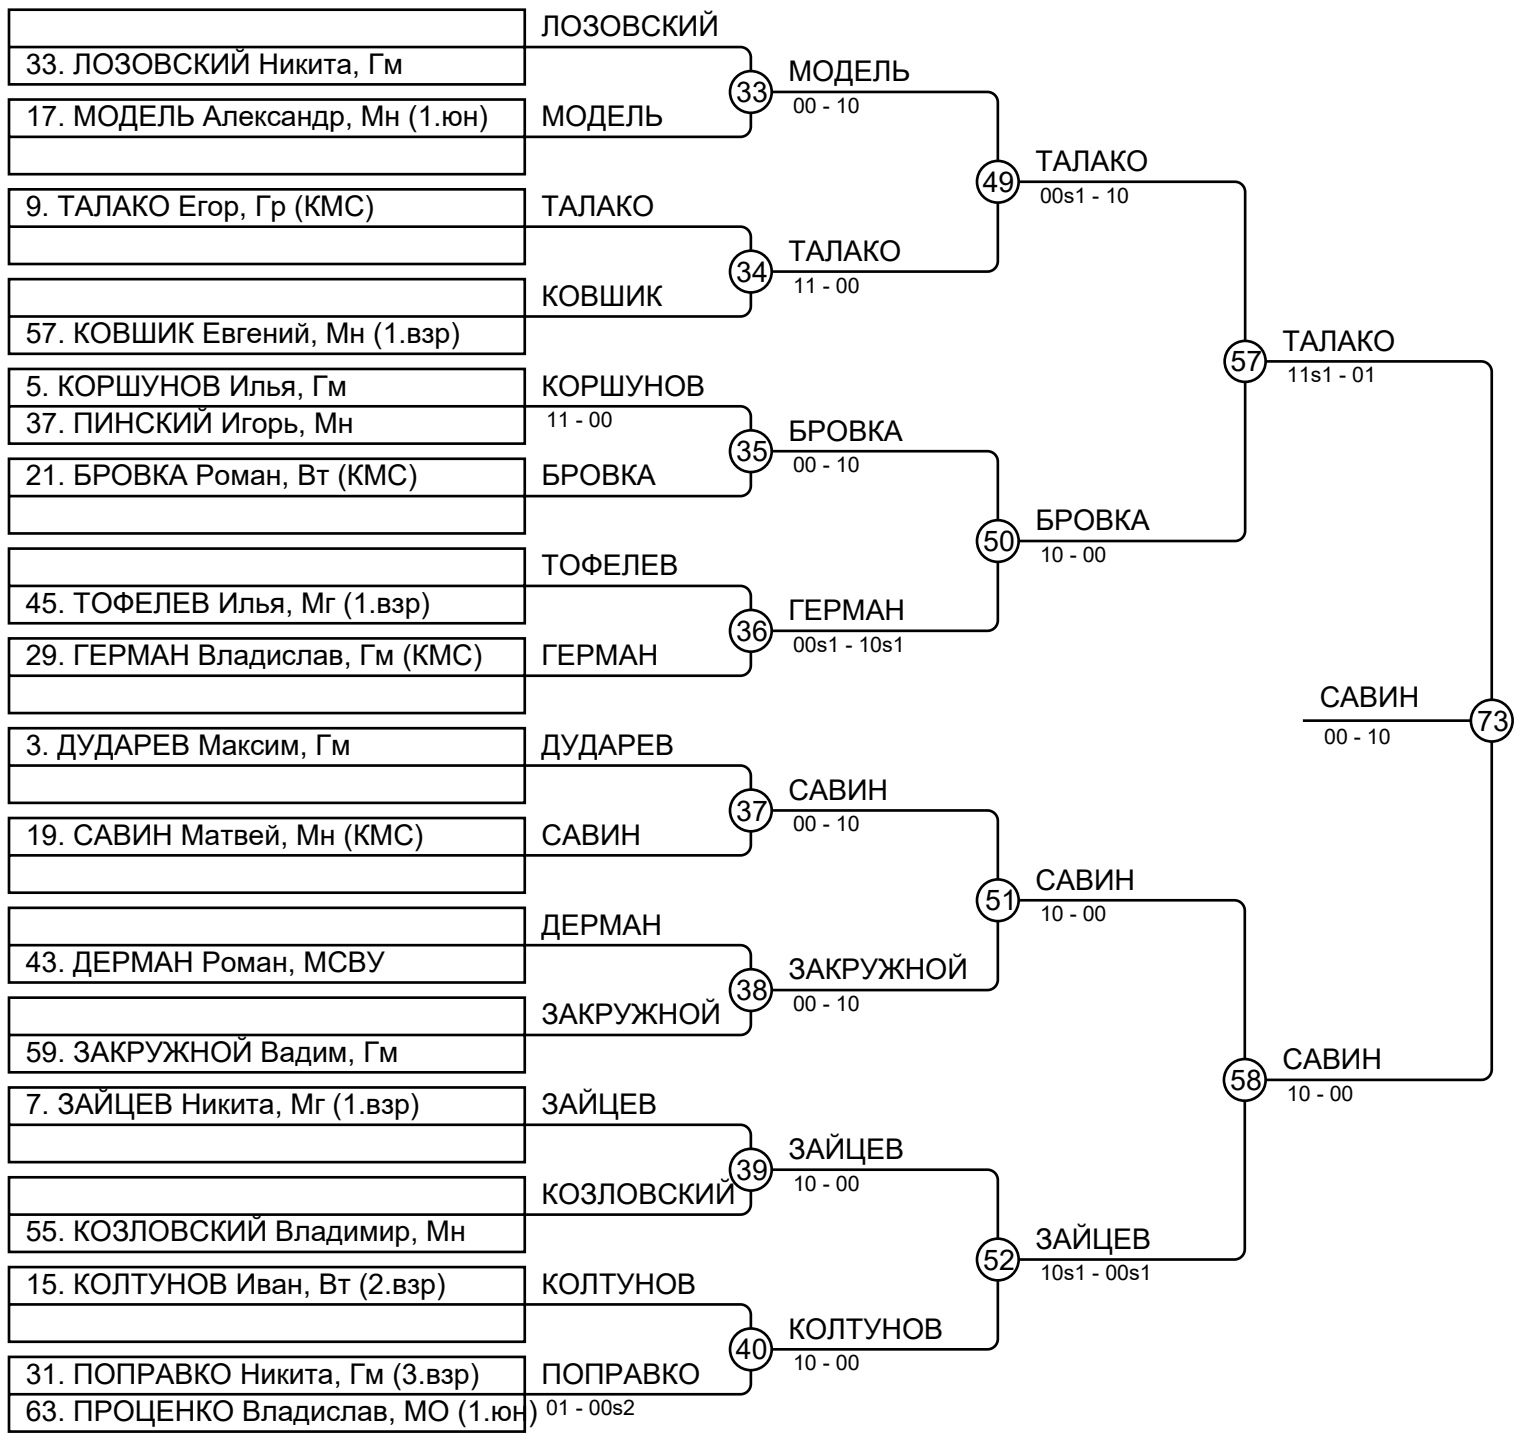 ЛОЗОВСКИЙ
33. ЛОЗОВСКИЙ Никита, Гм
33
МОДЕЛЬ
00 - 10
17. МОДЕЛЬ Александр, Мн (1.юн)
МОДЕЛЬ
49
ТАЛАКО
00s1 - 10
9. ТАЛАКО Егор, Гр (КМС)
ТАЛАКО
34
ТАЛАКО
11 - 00
КОВШИК
57. КОВШИК Евгений, Мн (1.взр)
57
ТАЛАКО
11s1 - 01
5. КОРШУНОВ Илья, Гм
КОРШУНОВ
37. ПИНСКИЙ Игорь, Мн
11 - 00
35
БРОВКА
00 - 10
21. БРОВКА Роман, Вт (КМС)
БРОВКА
50
БРОВКА
10 - 00
ТОФЕЛЕВ
45. ТОФЕЛЕВ Илья, Мг (1.взр)
36
ГЕРМАН
00s1 - 10s1
29. ГЕРМАН Владислав, Гм (КМС)
ГЕРМАН
САВИН
00 - 10
73
3. ДУДАРЕВ Максим, Гм
ДУДАРЕВ
37
САВИН
00 - 10
19. САВИН Матвей, Мн (КМС)
САВИН
51
САВИН
10 - 00
ДЕРМАН
43. ДЕРМАН Роман, МСВУ
38
ЗАКРУЖНОЙ
00 - 10
ЗАКРУЖНОЙ
59. ЗАКРУЖНОЙ Вадим, Гм
58
САВИН
10 - 00
7. ЗАЙЦЕВ Никита, Мг (1.взр)
ЗАЙЦЕВ
39
ЗАЙЦЕВ
10 - 00
КОЗЛОВСКИЙ
55. КОЗЛОВСКИЙ Владимир, Мн
52
ЗАЙЦЕВ
10s1 - 00s1
15. КОЛТУНОВ Иван, Вт (2.взр)
КОЛТУНОВ
40
КОЛТУНОВ
10 - 00
31. ПОПРАВКО Никита, Гм (3.взр)
ПОПРАВКО
63. ПРОЦЕНКО Владислав, МО (1.юн)
01 - 00s2